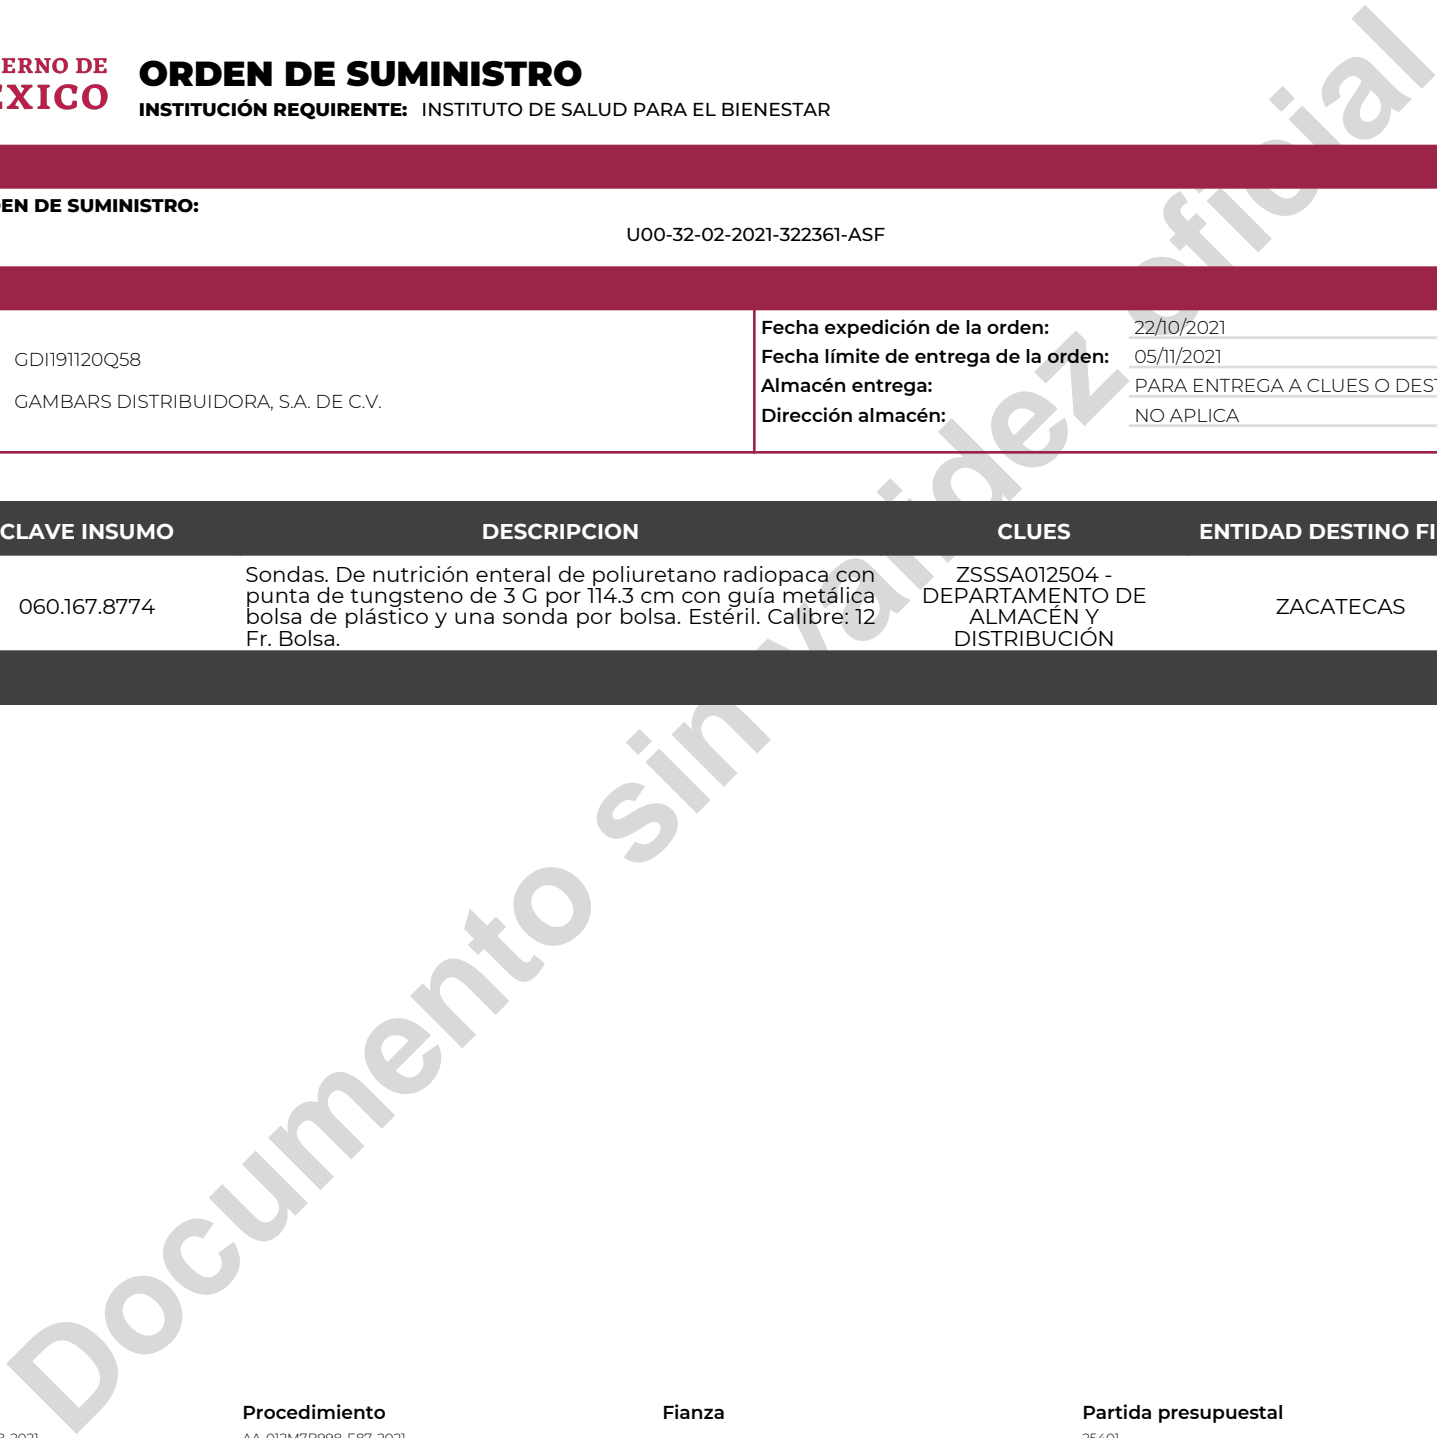 ERNO DE
ORDEN DE SUMINISTRO
INSTITUCIÓN REQUIRENTE: INSTITUTO DE SALUD PARA EL BIENESTAR
EN DE SUMINISTRO:
U00-32-02-2021-322361-ASF
Fecha expedición de la orden: 22/10/2021
GDI191120Q58
Fecha límite de entrega de la orden: 05/11/2021
Almacén entrega: PARA ENTREGA A CLUES O DEST
GAMBARS DISTRIBUIDORA, S.A. DE C.V.
Dirección almacén: NO APLICA
CLAVE INSUMO DESCRIPCION CLUES ENTIDAD DESTINO FI
060.167.8774
Sondas. De nutrición enteral de poliuretano radiopaca con
punta de tungsteno de 3 G por 114.3 cm con guía metálica
bolsa de plástico y una sonda por bolsa. Estéril. Calibre: 12
Fr. Bolsa.
ZSSSA012504 -
DEPARTAMENTO DE
ALMACÉN Y
DISTRIBUCIÓN
ZACATECAS
Documento sin validez oficial
Procedimiento Fianza Partida presupuestal